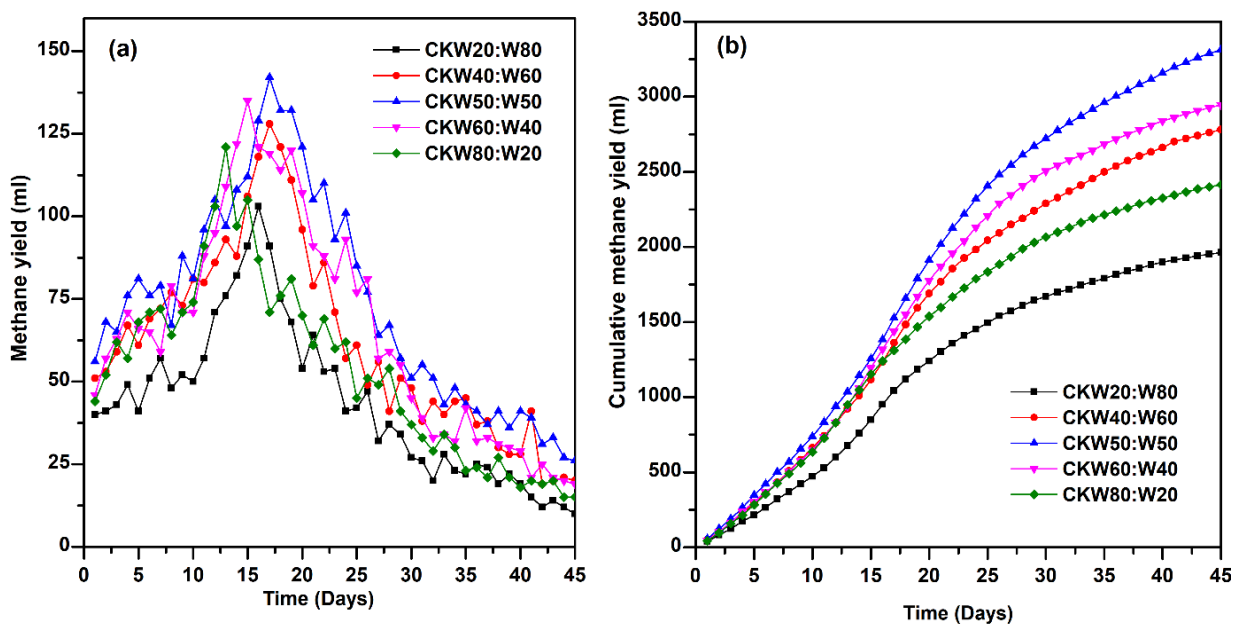 (a)
CKW20:W80
CKW40:W60
CKW50:W50
CKW60:W40
CKW80:W20
Methane yield (ml)
150
125
100
75
50
25
0
0 5 10 15 20 25 30 35 40 45
Time (Days)
(b)
CKW20:W80
CKW40:W60
CKW50:W50
CKW60:W40
CKW80:W20
Cumulative methane yield (ml)
3500
3000
2500
2000
1500
1000
500
0
0 5 10 15 20 25 30 35 40 45
Time (Days)